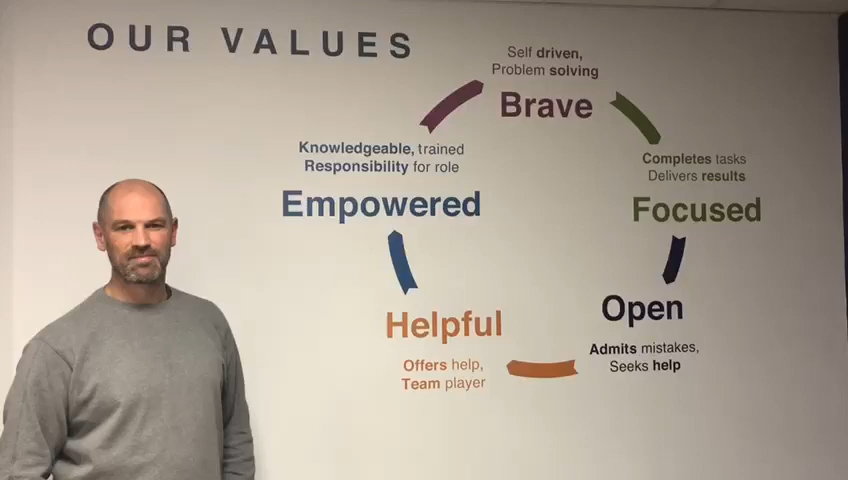 OUR VALUES
Self driven,
Problem solving
Brave
Completes tasks
Delivers results
Focused
Open
Admits mistakes,
Seeks help
Helpful
Offers help,
Team player
Knowledgeable, trained
Responsibility for role
Empowered